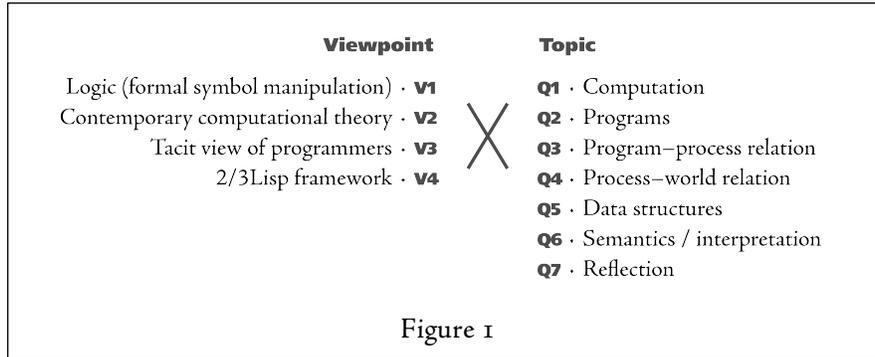 Viewpoint
Topic
Logic (formal symbol manipulation) · V1
Q1 · Computation
Contemporary computational theory · V2
Q2 · Programs
Tacit view of programmers · V3
Q3 · Program–process relation
2/3Lisp framework · V4
Q4 · Process–world relation
Q5 · Data structures
Q6 · Semantics / interpretation
Q7 · Reflection
Figure 1